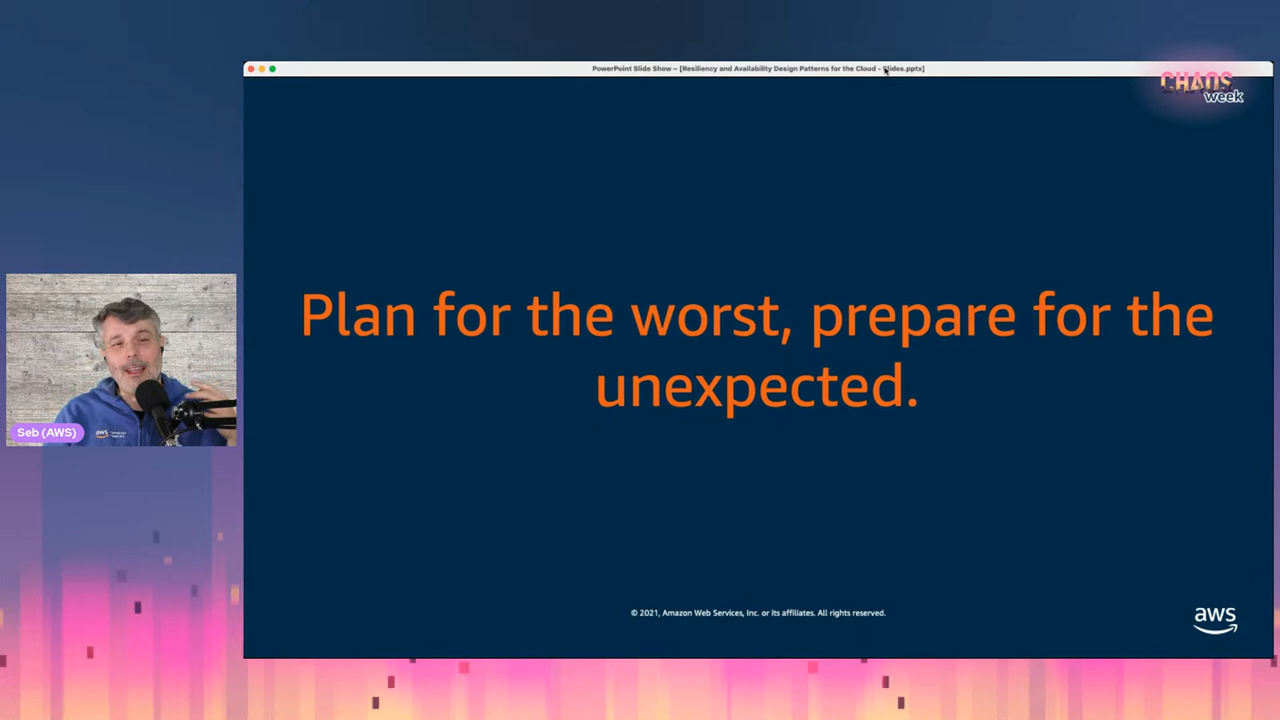 PowerPoint Slide Show – [Resiliency and Availability Design Patterns for the Cloud - Slides.pptx]
CHAOS
week
Plan for the worst, prepare for the
unexpected.
Seb (AWS)
aws
© 2021, Amazon Web Services, Inc. or its affiliates. All rights reserved.
aws